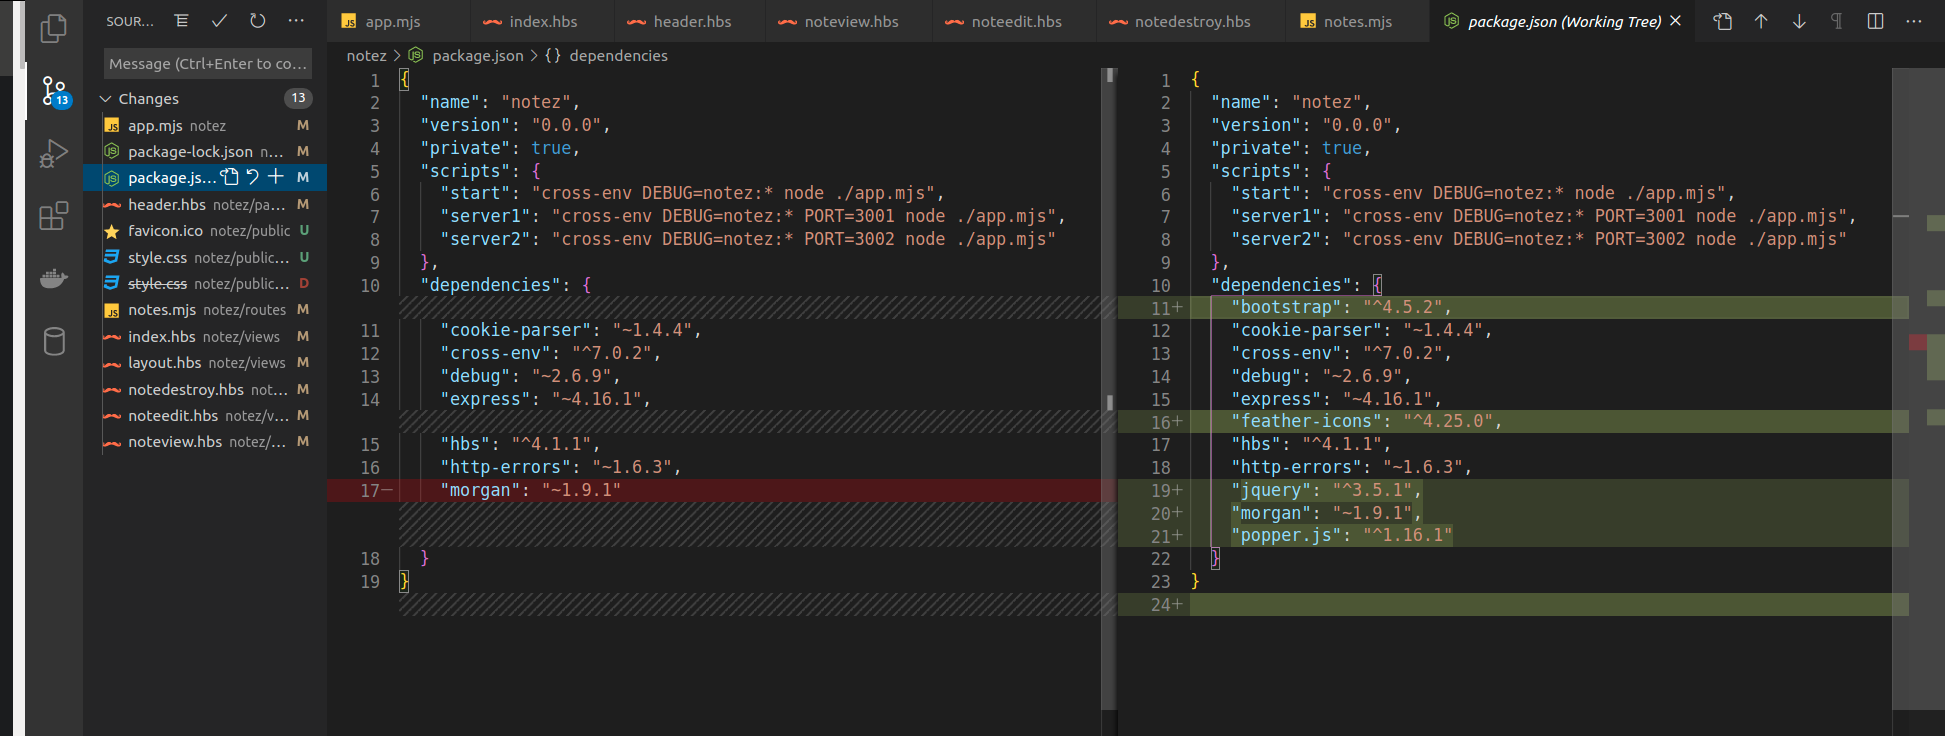 SOUR...
Message (Ctrl+Enter to co...
Changes 13
13
app.mjs notez M
package-lock.json n... M
package.js... M
header.hbs notez/pa... M
favicon.ico notez/public U
style.css notez/public... U
style.css notez/public... D
notes.mjs notez/routes M
index.hbs notez/views M
layout.hbs notez/views M
notedestroy.hbs not... M
noteedit.hbs notez/v... M
noteview.hbs notez/... M
app.mjs index.hbs header.hbs noteview.hbs noteedit.hbs notedestroy.hbs notes.mjs package.json (Working Tree)
notez > package.json > {} dependencies
1 {
2 "name": "notez",
3 "version": "0.0.0",
4 "private": true,
5 "scripts": {
6 "start": "cross-env DEBUG=notez:* node ./app.mjs",
7 "server1": "cross-env DEBUG=notez:* PORT=3001 node ./app.mjs",
8 "server2": "cross-env DEBUG=notez:* PORT=3002 node ./app.mjs"
9 },
10 "dependencies": {
11 "cookie-parser": "~1.4.4",
12 "cross-env": "^7.0.2",
13 "debug": "~2.6.9",
14 "express": "~4.16.1",
15 "hbs": "^4.1.1",
16 "http-errors": "~1.6.3",
17− "morgan": "~1.9.1"
18 }
19 }
1 {
2 "name": "notez",
3 "version": "0.0.0",
4 "private": true,
5 "scripts": {
6 "start": "cross-env DEBUG=notez:* node ./app.mjs",
7 "server1": "cross-env DEBUG=notez:* PORT=3001 node ./app.mjs",
8 "server2": "cross-env DEBUG=notez:* PORT=3002 node ./app.mjs"
9 },
10 "dependencies": {
11+ "bootstrap": "^4.5.2",
12 "cookie-parser": "~1.4.4",
13 "cross-env": "^7.0.2",
14 "debug": "~2.6.9",
15 "express": "~4.16.1",
16+ "feather-icons": "^4.25.0",
17 "hbs": "^4.1.1",
18 "http-errors": "~1.6.3",
19+ "jquery": "^3.5.1",
20+ "morgan": "~1.9.1",
21+ "popper.js": "^1.16.1"
22 }
23 }
24+